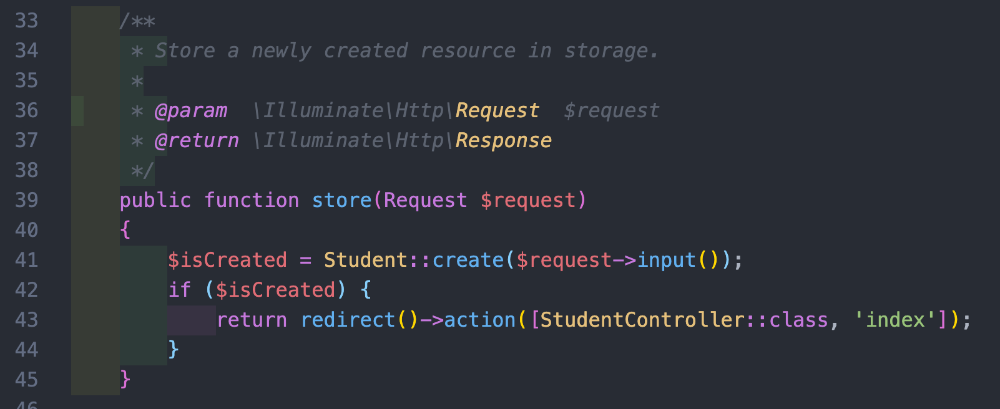 33 /**
34 * Store a newly created resource in storage.
35 *
36 * @param  \Illuminate\Http\Request  $request
37 * @return \Illuminate\Http\Response
38 */
39 public function store(Request $request)
40 {
41 $isCreated = Student::create($request->input());
42 if ($isCreated) {
43 return redirect()->action([StudentController::class, 'index']);
44 }
45 }
46